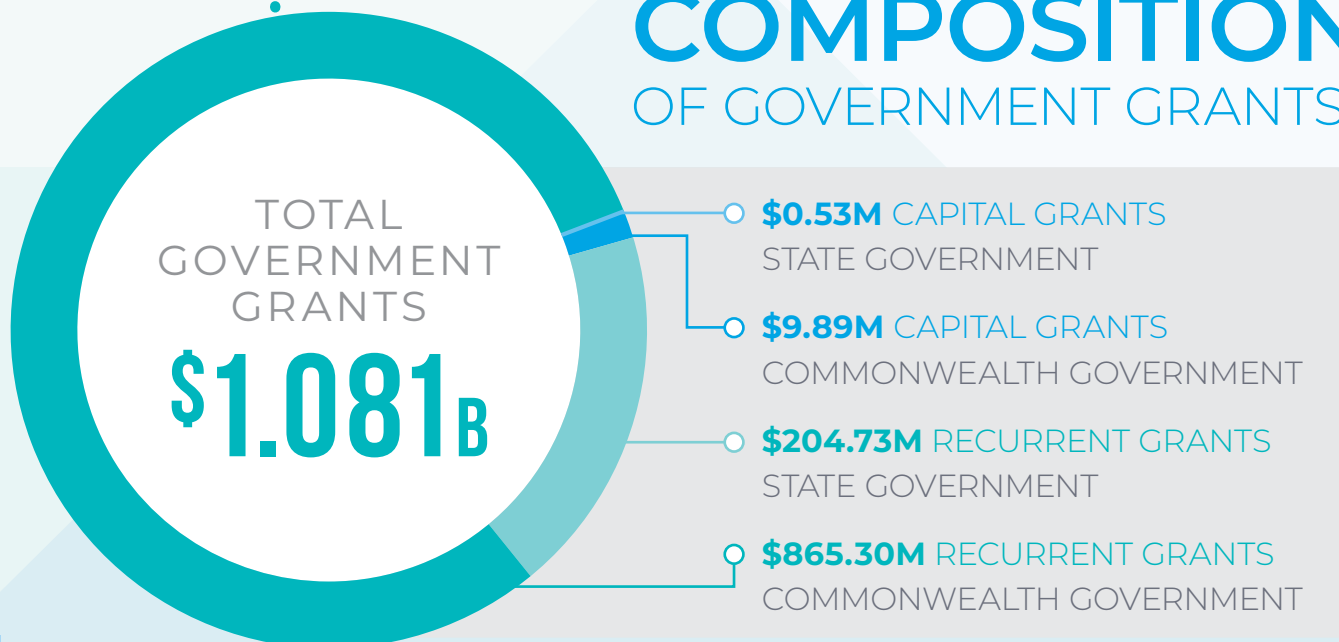 COMPOSITION
OF GOVERNMENT GRANTS
TOTAL
GOVERNMENT
GRANTS
$1.081B
$0.53M CAPITAL GRANTS
STATE GOVERNMENT
$9.89M CAPITAL GRANTS
COMMONWEALTH GOVERNMENT
$204.73M RECURRENT GRANTS
STATE GOVERNMENT
$865.30M RECURRENT GRANTS
COMMONWEALTH GOVERNMENT